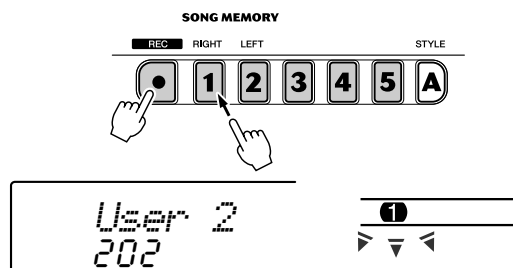 SONG MEMORY
REC RIGHT LEFT STYLE
1 2 3 4 5 A
User 2
202
1